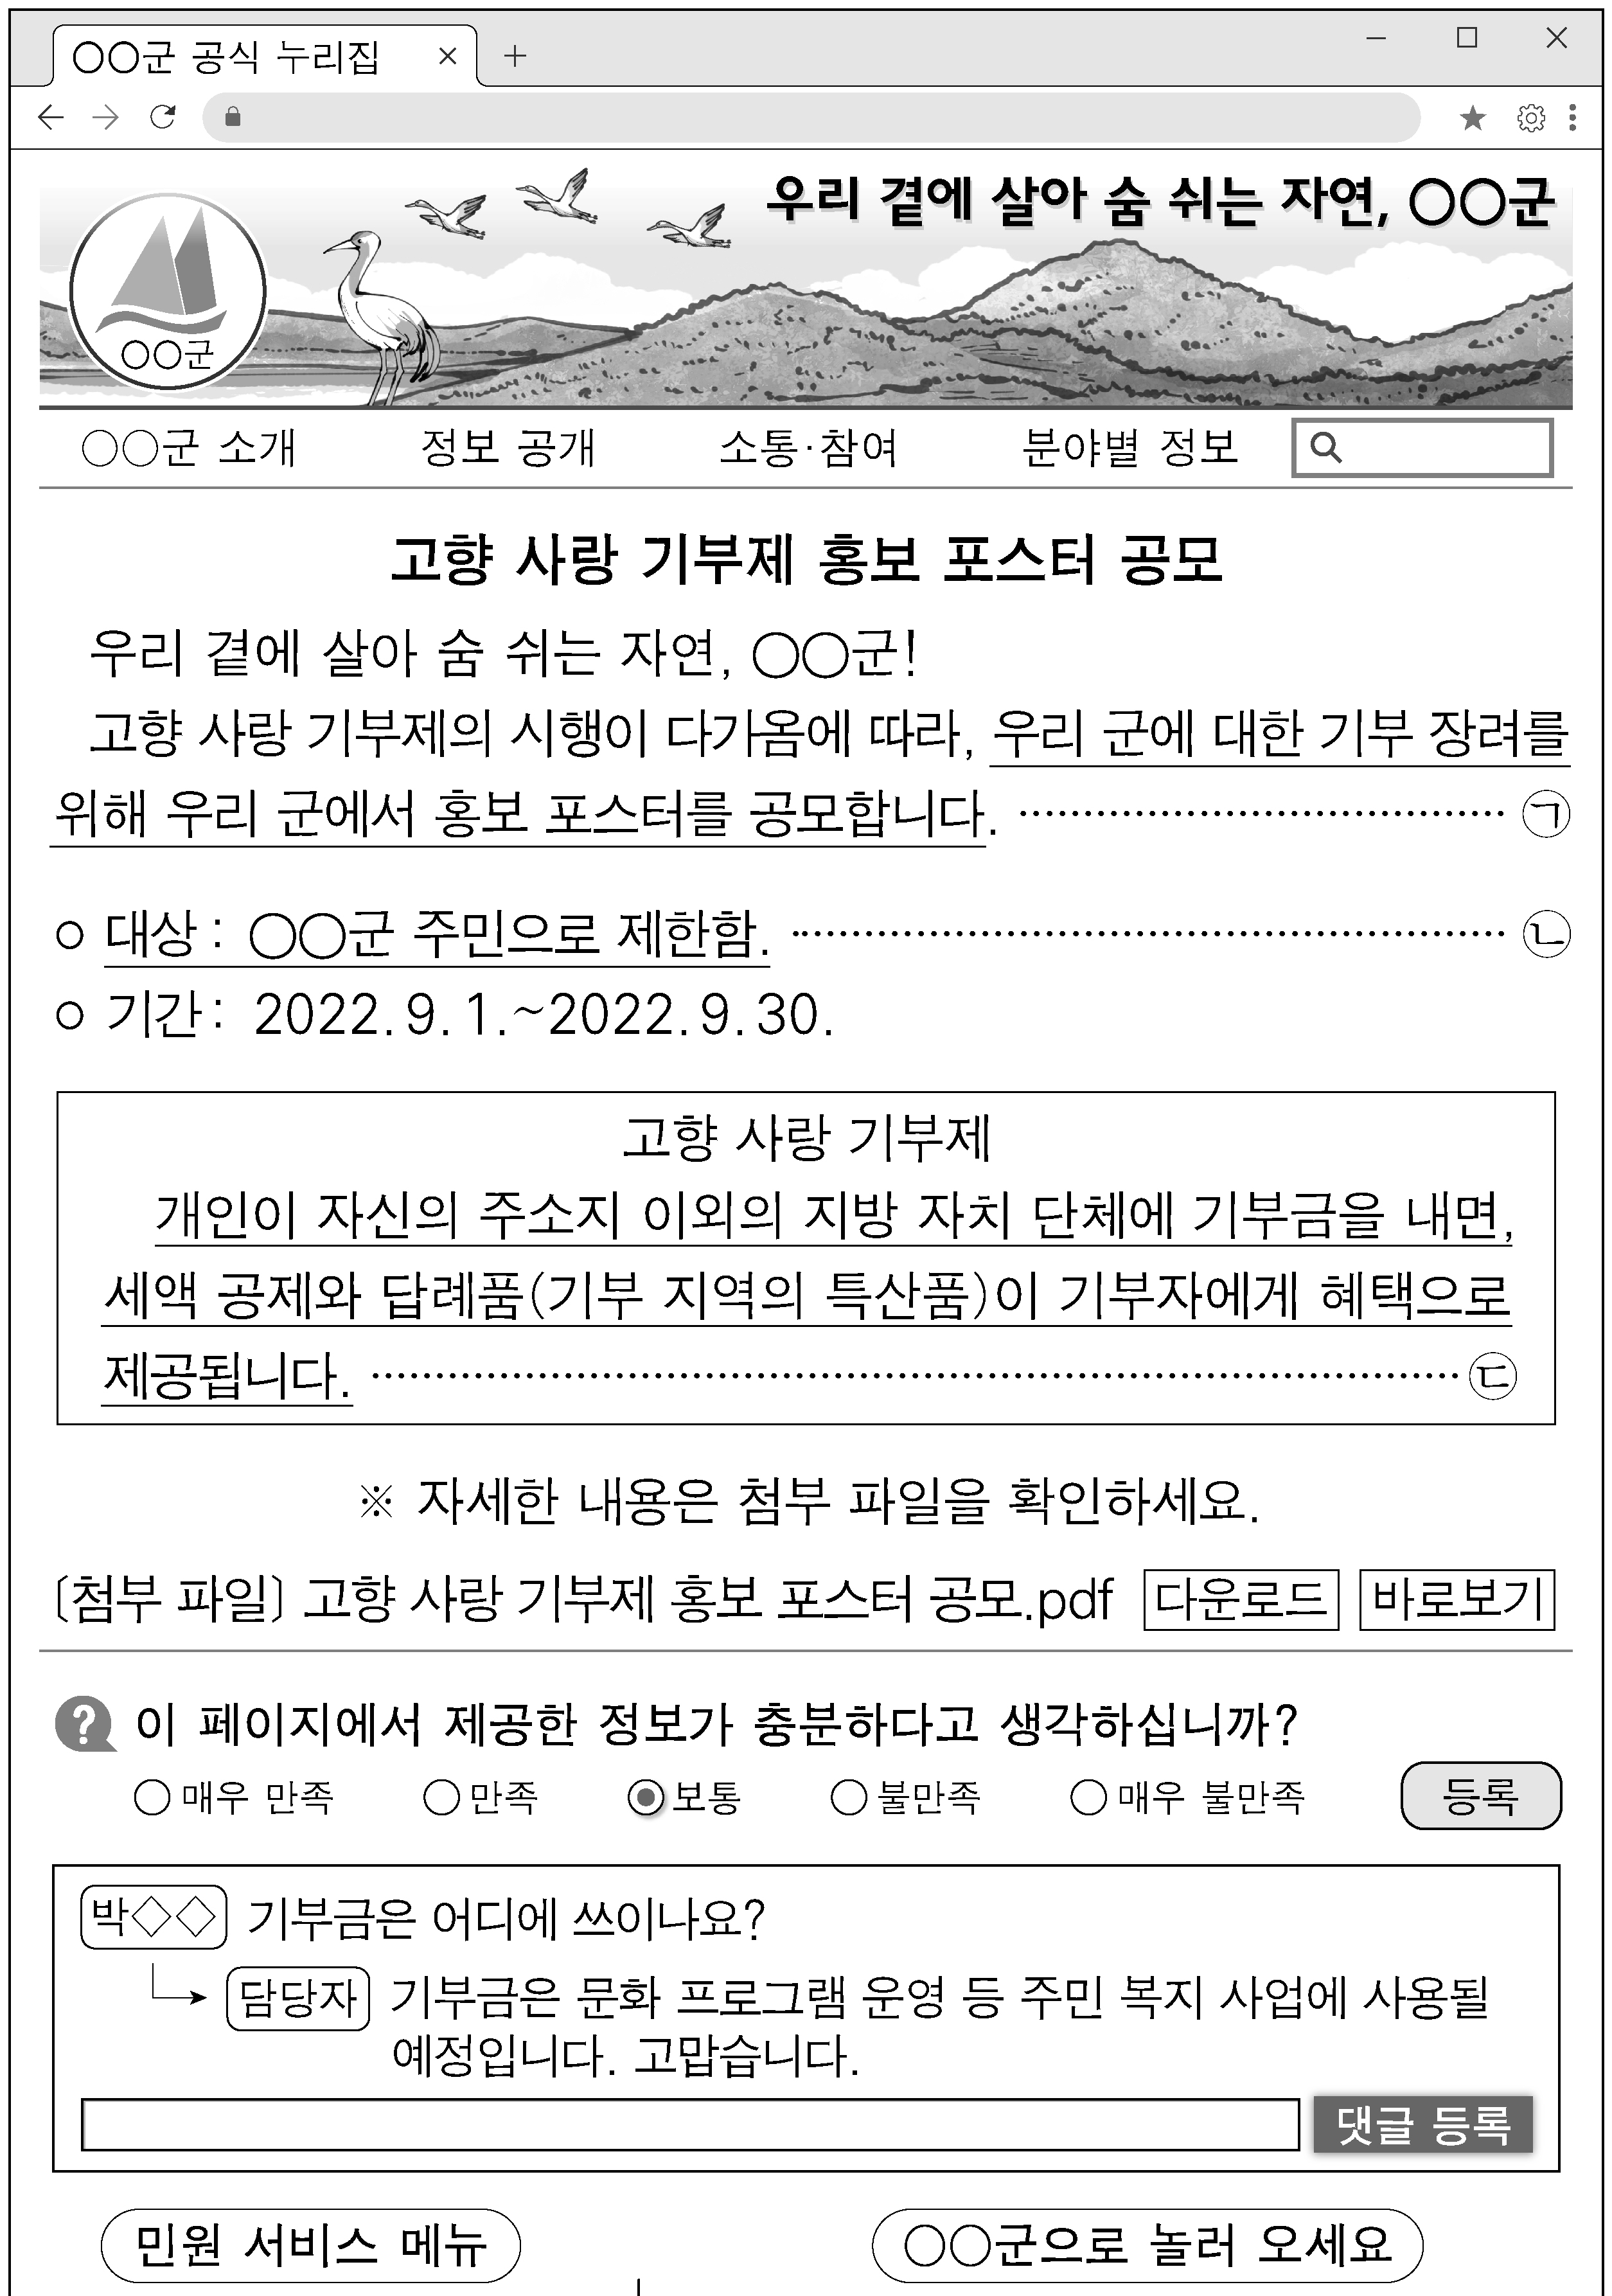 ○○군 공식 누리집
우리 곁에 살아 숨 쉬는 자연, ○○군
○○군
○○군 소개 정보 공개 소통·참여 분야별 정보
고향 사랑 기부제 홍보 포스터 공모
우리 곁에 살아 숨 쉬는 자연, ○○군!
고향 사랑 기부제의 시행이 다가옴에 따라, 우리 군에 대한 기부 장려를
위해 우리 군에서 홍보 포스터를 공모합니다. ㉠
○ 대상 : ○○군 주민으로 제한함. ㉡
○ 기간 : 2022. 9. 1.~2022. 9. 30.
고향 사랑 기부제
개인이 자신의 주소지 이외의 지방 자치 단체에 기부금을 내면,
세액 공제와 답례품(기부 지역의 특산품)이 기부자에게 혜택으로
제공됩니다. ㉢
※ 자세한 내용은 첨부 파일을 확인하세요.
〔첨부 파일〕 고향 사랑 기부제 홍보 포스터 공모.pdf 다운로드 바로보기
? 이 페이지에서 제공한 정보가 충분하다고 생각하십니까?
매우 만족 만족 보통 불만족 매우 불만족 등록
박◇◇ 기부금은 어디에 쓰이나요?
담당자 기부금은 문화 프로그램 운영 등 주민 복지 사업에 사용될
예정입니다. 고맙습니다.
댓글 등록
민원 서비스 메뉴 ○○군으로 놀러 오세요